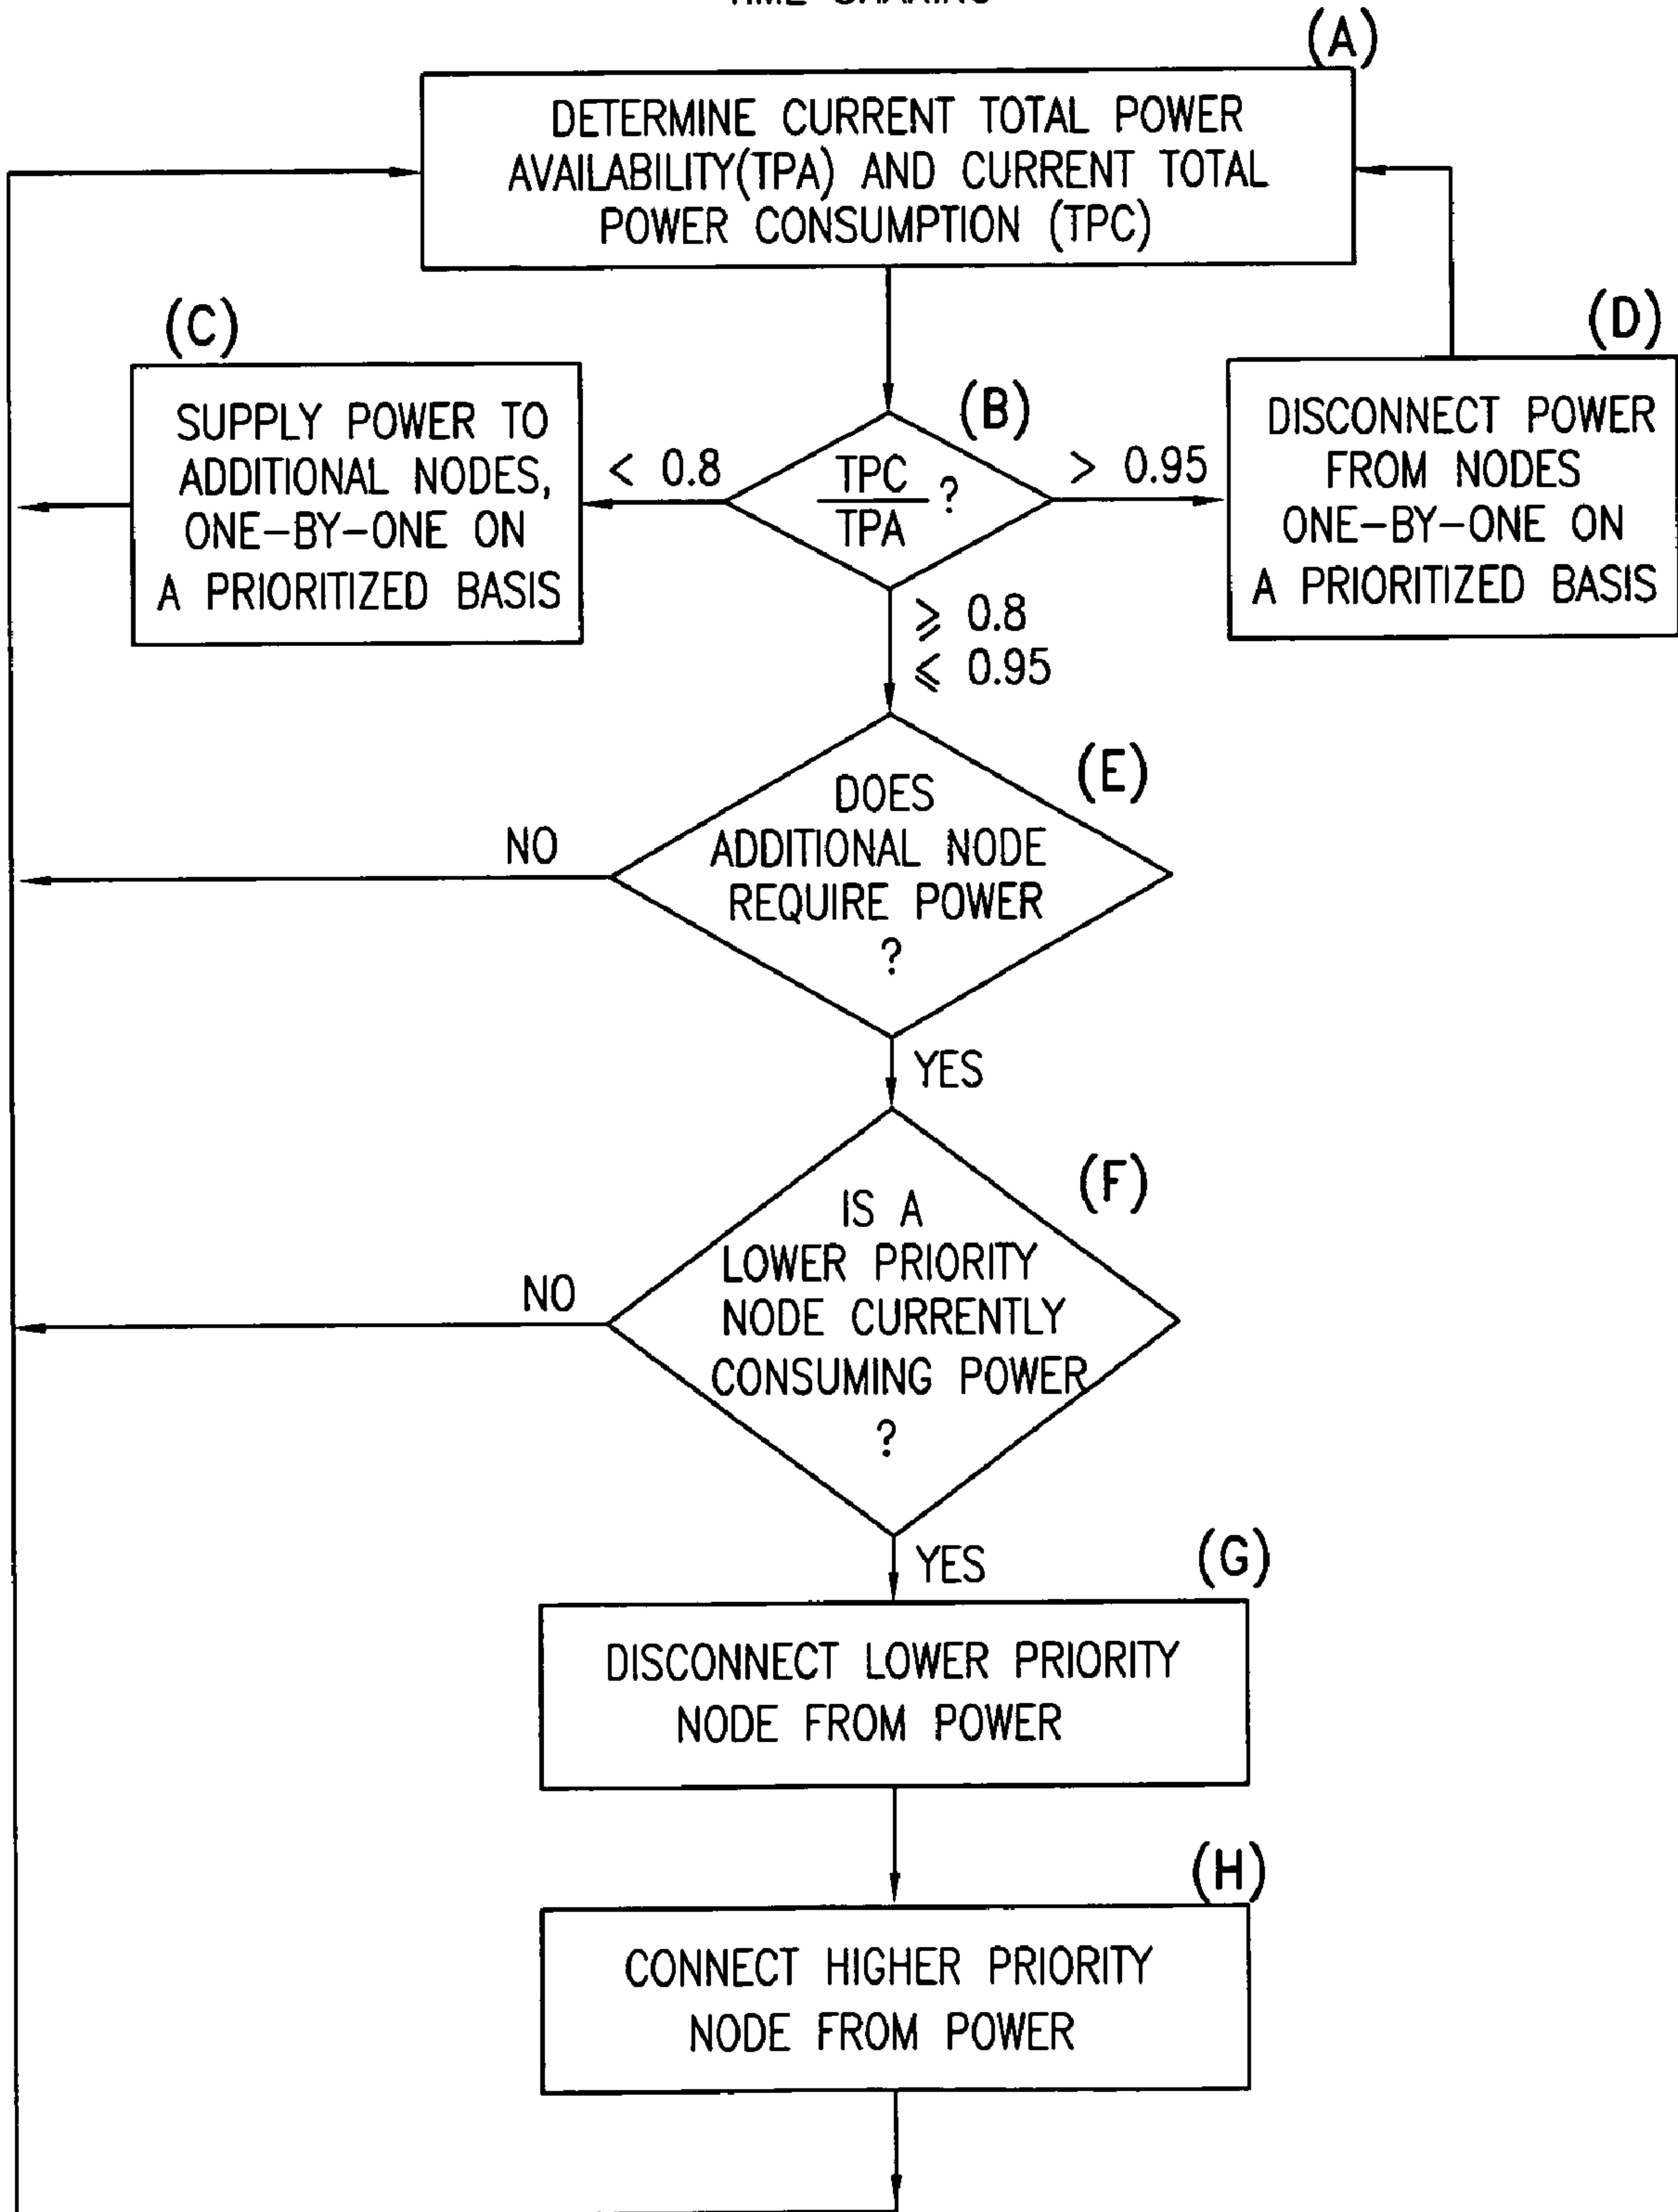 (A)
DETERMINE CURRENT TOTAL POWER
AVAILABILITY(TPA) AND CURRENT TOTAL
POWER CONSUMPTION (TPC)
(C)
SUPPLY POWER TO
ADDITIONAL NODES,
ONE-BY-ONE ON
A PRIORITIZED BASIS
< 0.8
(B)
TPC
TPA
?
> 0.95
(D)
DISCONNECT POWER
FROM NODES
ONE-BY-ONE ON
A PRIORITIZED BASIS
⩾ 0.8
⩽ 0.95
(E)
DOES
ADDITIONAL NODE
REQUIRE POWER
?
NO
YES
(F)
IS A
LOWER PRIORITY
NODE CURRENTLY
CONSUMING POWER
?
NO
YES
(G)
DISCONNECT LOWER PRIORITY
NODE FROM POWER
(H)
CONNECT HIGHER PRIORITY
NODE FROM POWER